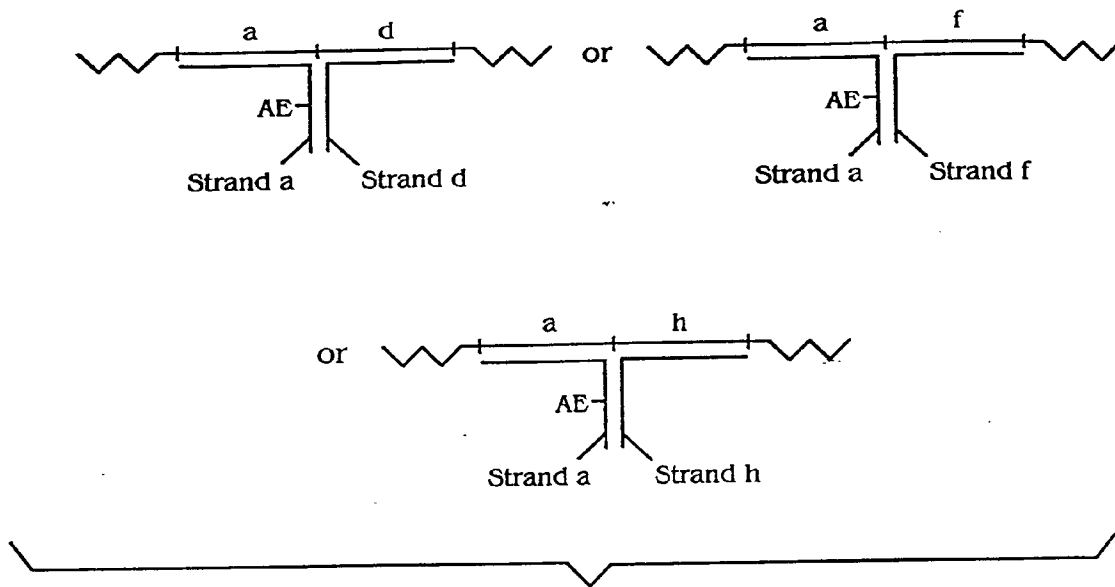 a d or a f
AE AE
Strand a Strand d Strand a Strand f
a h
or
AE
Strand a Strand h